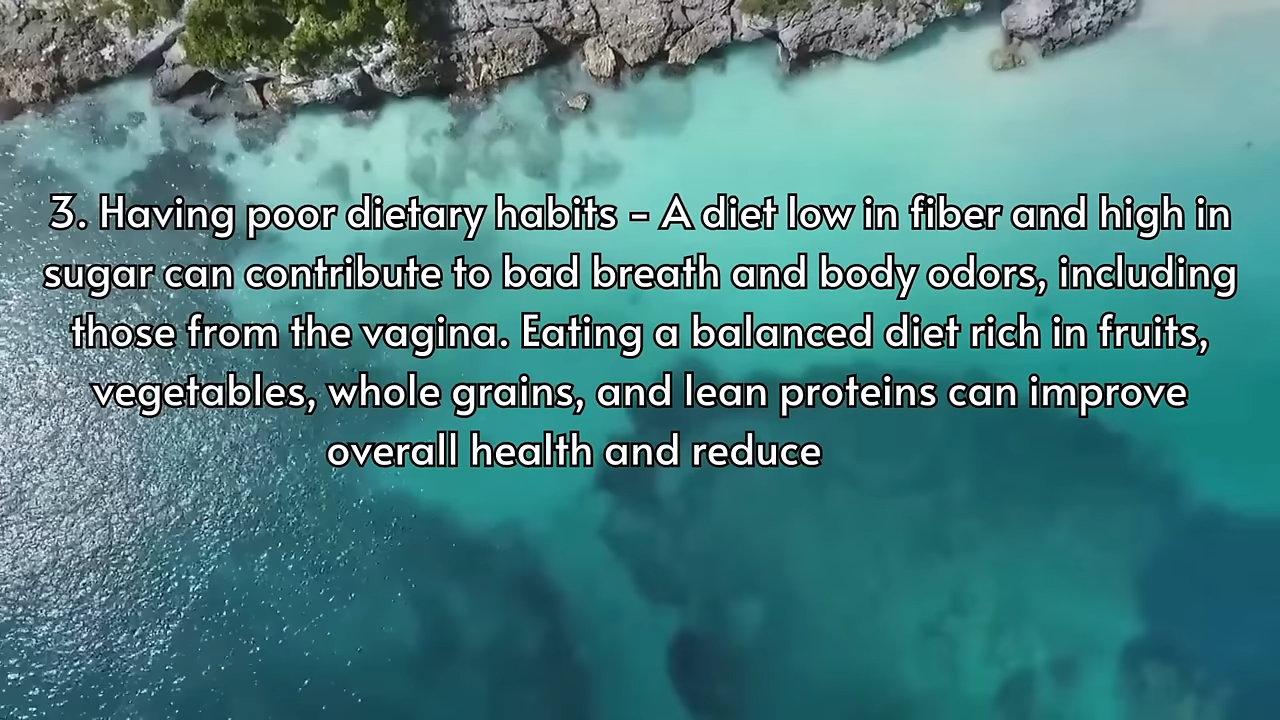 3. Having poor dietary habits - A diet low in fiber and high in
sugar can contribute to bad breath and body odors, including
those from the vagina. Eating a balanced diet rich in fruits,
vegetables, whole grains, and lean proteins can improve
overall health and reduce